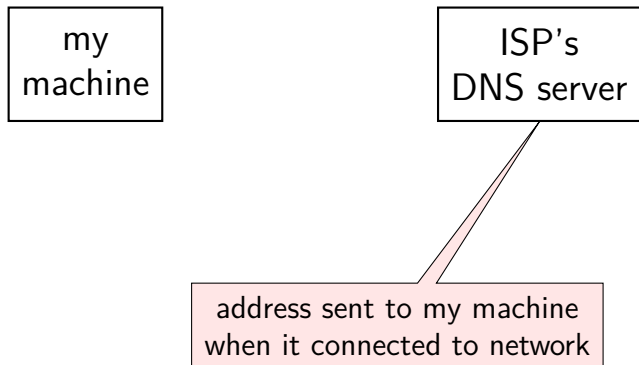 my
machine
ISP's
DNS server
address sent to my machine
when it connected to network